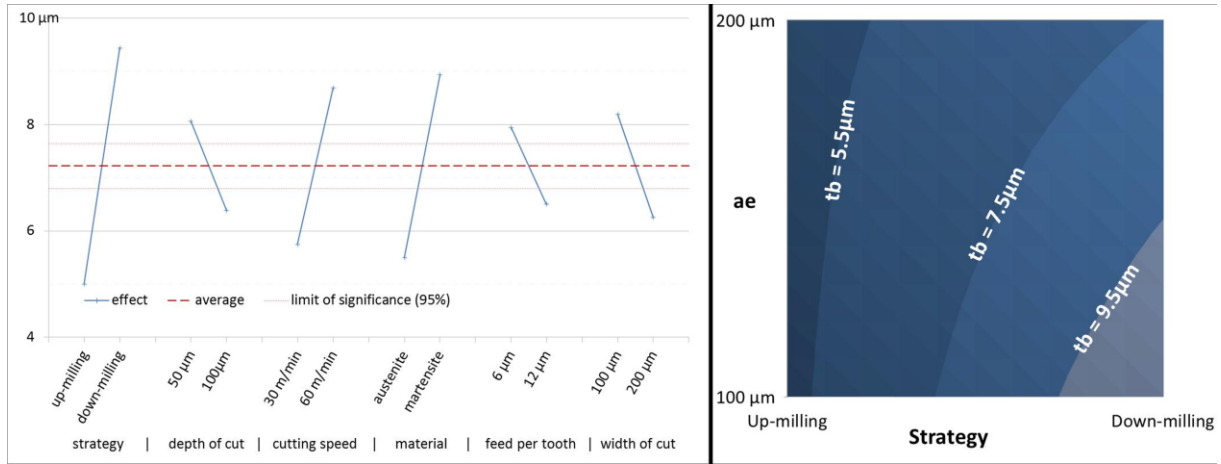 10 µm
8
6
4
effect
average
limit of significance (95%)
up-milling
down-milling
50 µm
100µm
30 m/min
60 m/min
austenite
martensite
6 µm
12 µm
100 µm
200 µm
strategy | depth of cut | cutting speed | material | feed per tooth | width of cut
200 µm
ae
100 µm
tb = 5.5µm
tb = 7.5µm
tb = 9.5µm
Up-milling
Down-milling
Strategy